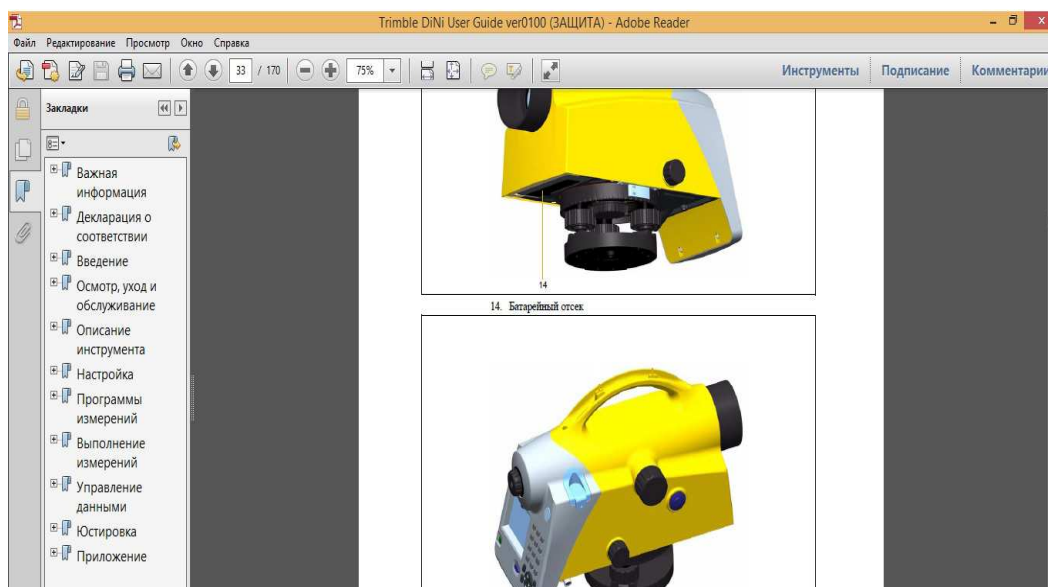 Trimble DiNi User Guide ver0100 (ЗАЩИТА) - Adobe Reader
Файл Редактирование Просмотр Окно Справка
33 / 170 75% Инструменты Подписание Комментарии
Закладки
Важная
информация
Декларация о
соответствии
Введение
Осмотр, уход и
обслуживание
Описание
инструмента
Настройка
Программы
измерений
Выполнение
измерений
Управление
данными
Юстировка
Приложение
14
14. Батарейный отсек